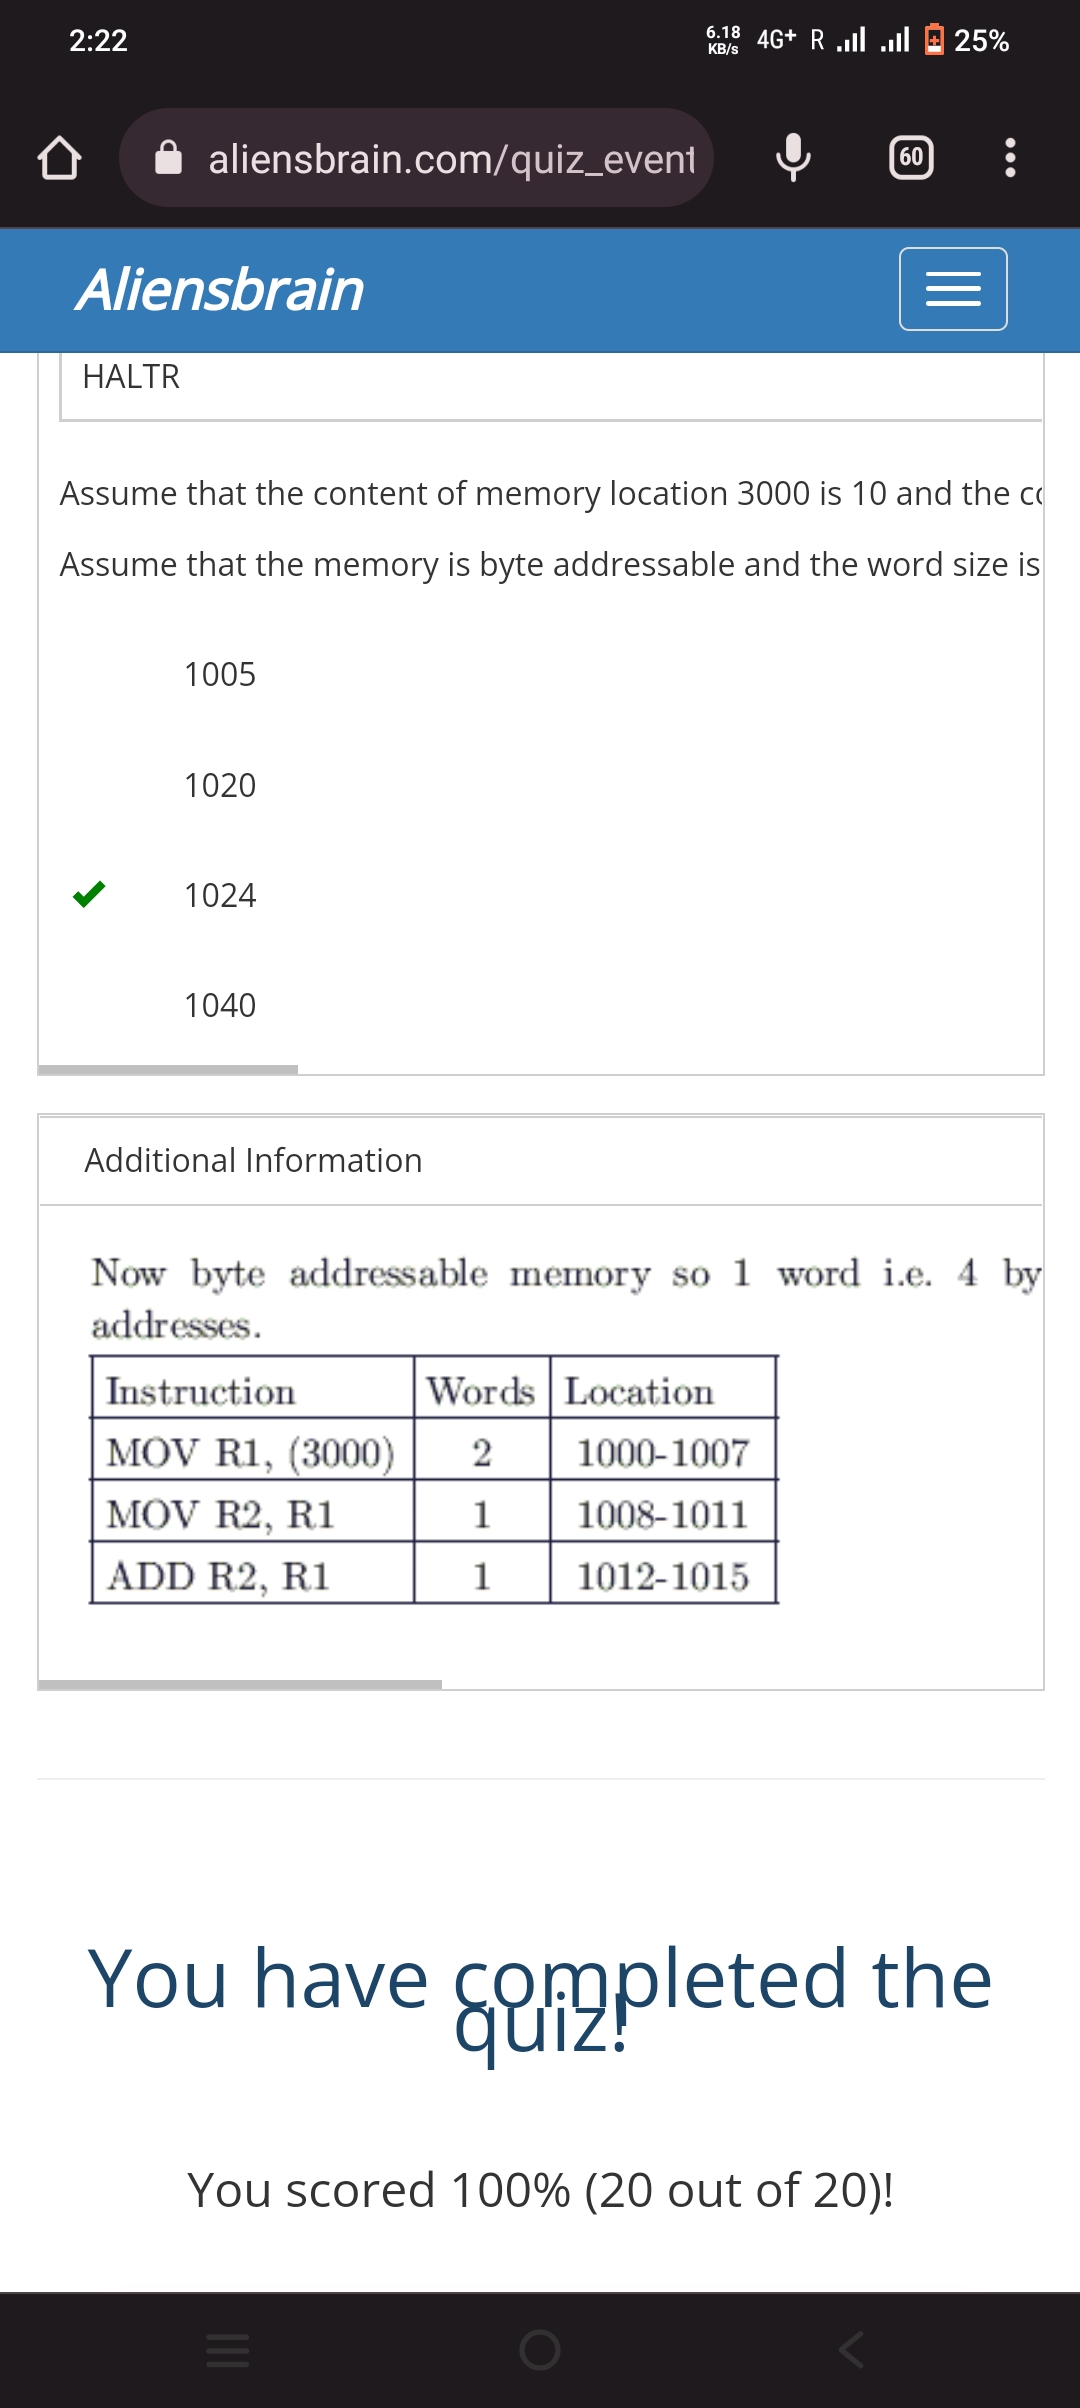 2:22
6.18 KB/s 4G+ R 25%
aliensbrain.com/quiz_event
60
Aliensbrain
HALTR
Assume that the content of memory location 3000 is 10 and the
Assume that the memory is byte addressable and the word size is
1005
1020
1024
1040
Additional Information
Now byte addressable memory so 1 word i.e. 4 by
addresses.
Instruction Words Location
MOV R1, (3000) 2 1000-1007
MOV R2, R1 1 1008-1011
ADD R2, R1 1 1012-1015
You have completed the
quiz!
You scored 100% (20 out of 20)!